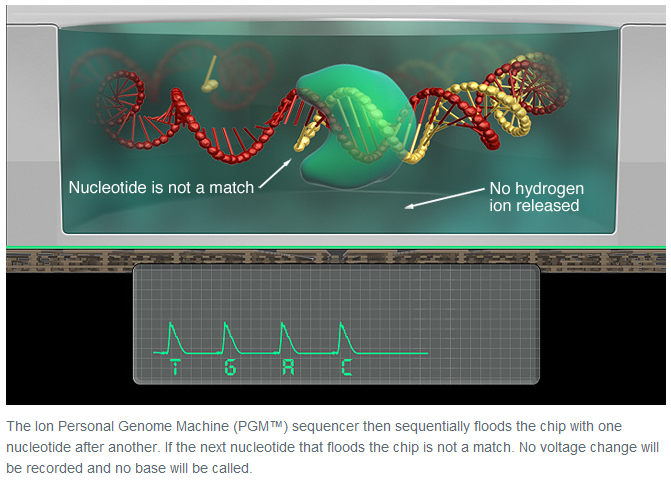 Nucleotide is not a match
No hydrogen
ion released
T G A C
The Ion Personal Genome Machine (PGM™) sequencer then sequentially floods the chip with one
nucleotide after another. If the next nucleotide that floods the chip is not a match. No voltage change will
be recorded and no base will be called.